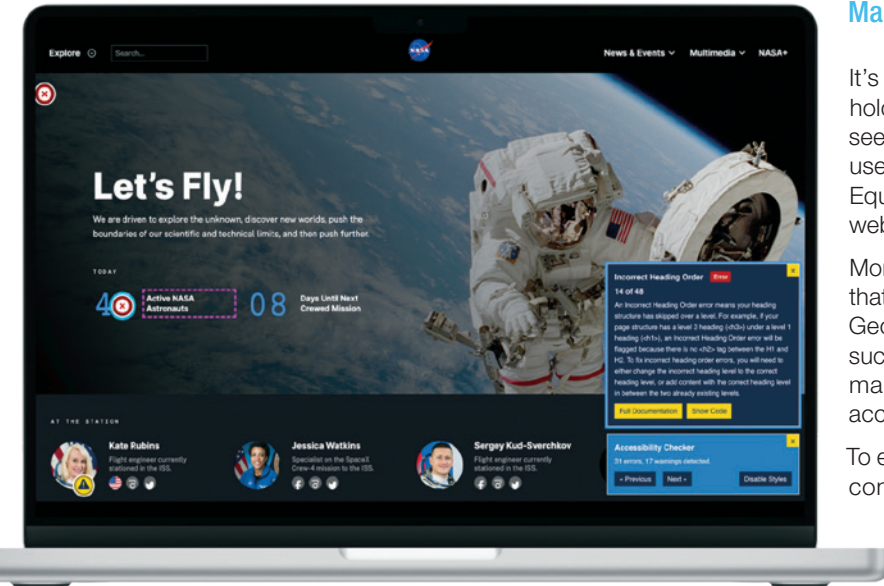 Explore
Search...
NASA
News & Events
Multimedia
NASA+
Let's Fly!
We are driven to explore the unknown, discover new worlds, push the
boundaries of our scientific and technical limits, and then push further.
TODAY
4
Active NASA
Astronauts
08
Days Until Next
Crewed Mission
Incorrect Heading Order Error
14 of 48
An Incorrect Heading Order error means your heading
structure has skipped over a level. For example, if your
page structure has a level 3 heading (<h3>) under a level 1
heading (<h1>), an Incorrect Heading Order error will be
flagged because there is no <h2> tag between the H1 and
H2. To fix incorrect heading order errors, you will need to
either change the incorrect heading level to the correct
heading level, or add content with the correct heading level
in between the two already existing levels.
Full Documentation
Show Code
AT THE STATION
Kate Rubins
Flight engineer currently
stationed in the ISS.
Jessica Watkins
Specialist on the SpaceX
Crew-4 mission to the ISS.
Sergey Kud-Sverchkov
Flight engineer currently
stationed in the ISS.
Accessibility Checker
31 errors, 17 warnings detected.
« Previous
Next »
Disable Styles
Ma
It's
hold
see
use
Equ
web
Mor
that
Geo
suc
ma
acc
To e
con